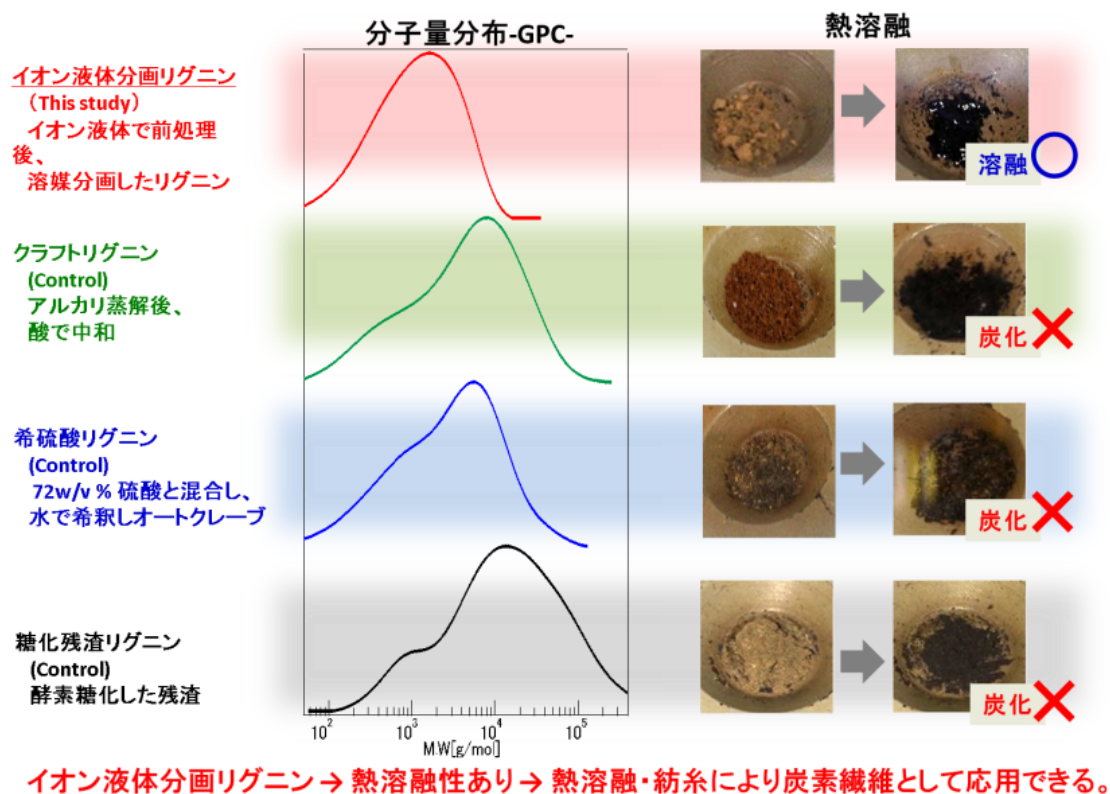 分子量分布-GPC-
熱溶融
イオン液体分画リグニン
（This study）
イオン液体で前処理
後、
溶媒分画したリグニン
溶融
クラフトリグニン
(Control)
アルカリ蒸解後、
酸で中和
炭化
希硫酸リグニン
(Control)
72w/v % 硫酸と混合し、
水で希釈しオートクレーブ
炭化
糖化残渣リグニン
(Control)
酵素糖化した残渣
炭化
10² 10³ 10⁴ 10⁵
M.W[g/mol]
イオン液体分画リグニン → 熱溶融性あり → 熱溶融・紡糸により炭素繊維として応用できる。